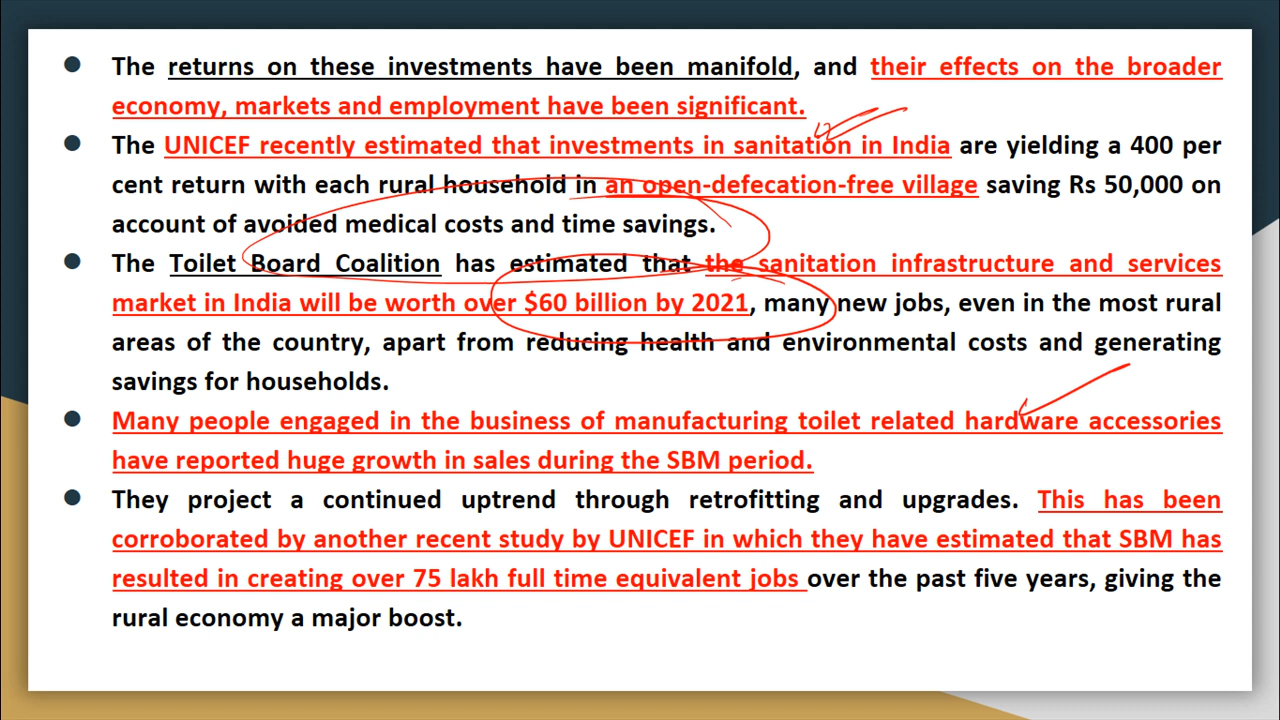 ● The returns on these investments have been manifold, and their effects on the broader
economy, markets and employment have been significant.
● The UNICEF recently estimated that investments in sanitation in India are yielding a 400 per
cent return with each rural household in an open-defecation-free village saving Rs 50,000 on
account of avoided medical costs and time savings.
● The Toilet Board Coalition has estimated that the sanitation infrastructure and services
market in India will be worth over $60 billion by 2021, many new jobs, even in the most rural
areas of the country, apart from reducing health and environmental costs and generating
savings for households.
● Many people engaged in the business of manufacturing toilet related hardware accessories
have reported huge growth in sales during the SBM period.
● They project a continued uptrend through retrofitting and upgrades. This has been
corroborated by another recent study by UNICEF in which they have estimated that SBM has
resulted in creating over 75 lakh full time equivalent jobs over the past five years, giving the
rural economy a major boost.